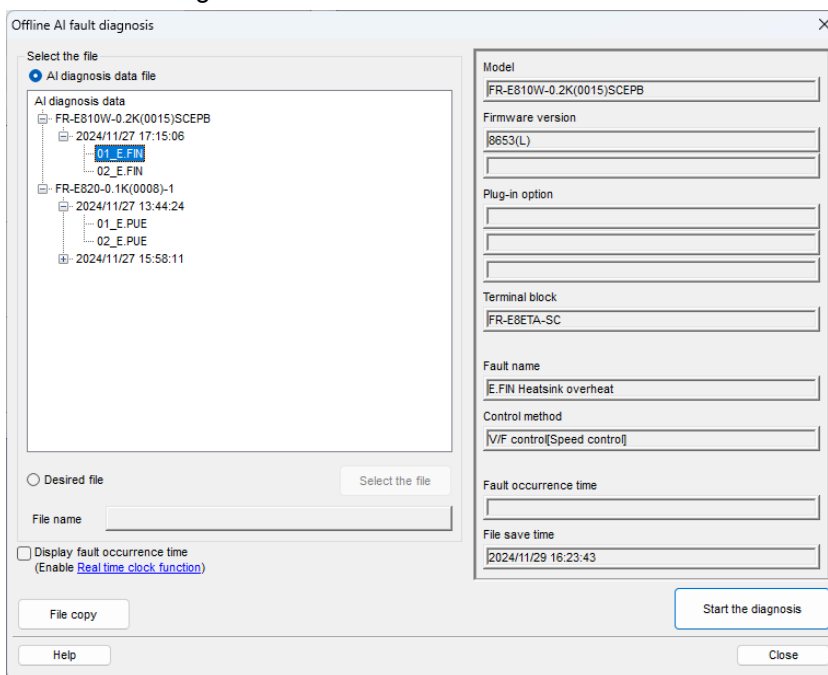 Offline AI fault diagnosis
Select the file
AI diagnosis data file
AI diagnosis data
FR-E810W-0.2K(0015)SCEPB
2024/11/27 17:15:06
01_E.FIN
02_E.FIN
FR-E820-0.1K(0008)-1
2024/11/27 13:44:24
01_E.PUE
02_E.PUE
2024/11/27 15:58:11
Desired file
Select the file
File name
Display fault occurrence time
(Enable Real time clock function)
File copy
Help
Model
FR-E810W-0.2K(0015)SCEPB
Firmware version
8653(L)
Plug-in option
Terminal block
FR-E8ETA-SC
Fault name
E.FIN Heatsink overheat
Control method
V/F control[Speed control]
Fault occurrence time
File save time
2024/11/29 16:23:43
Start the diagnosis
Close